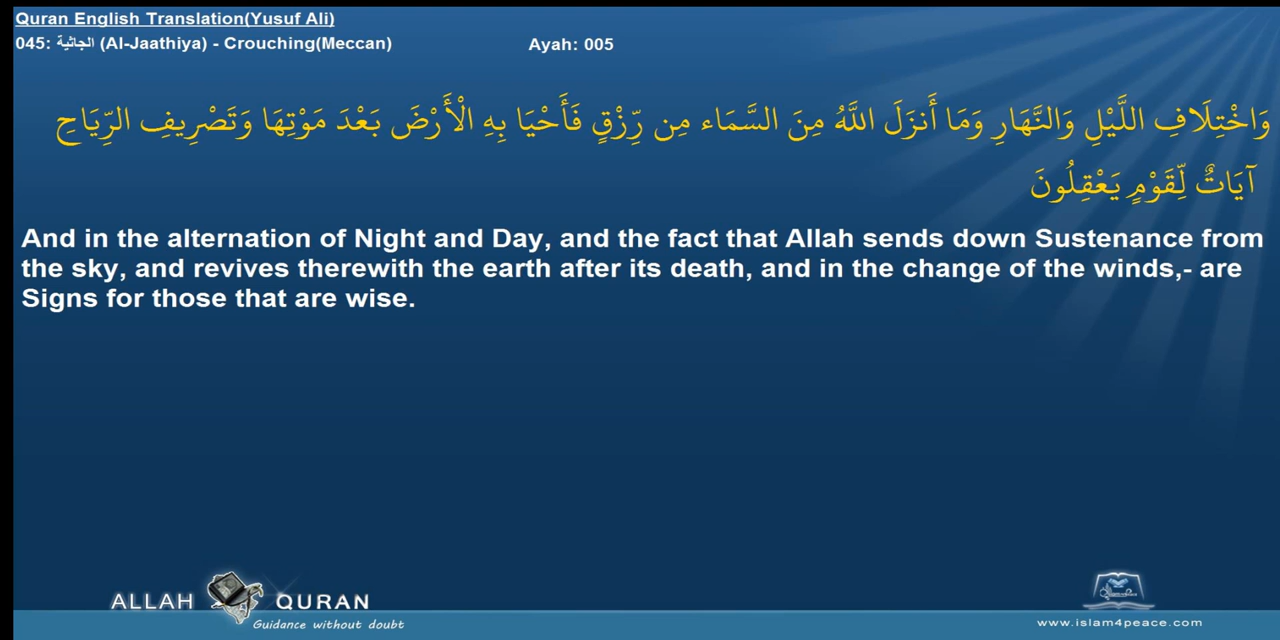 Quran English Translation(Yusuf Ali)
045: الجاثية (Al-Jaathiya) - Crouching(Meccan)
Ayah: 005
وَاخْتِلَافِ اللَّيْلِ وَالنَّهَارِ وَمَا أَنزَلَ اللَّهُ مِنَ السَّمَاء مِن رِّزْقٍ فَأَحْيَا بِهِ الْأَرْضَ بَعْدَ مَوْتِهَا وَتَصْرِيفِ الرِّيَاحِ
آيَاتٌ لِّقَوْمٍ يَعْقِلُونَ
And in the alternation of Night and Day, and the fact that Allah sends down Sustenance from
the sky, and revives therewith the earth after its death, and in the change of the winds,- are
Signs for those that are wise.
ALLAH QURAN
Guidance without doubt
www.islam4peace.com